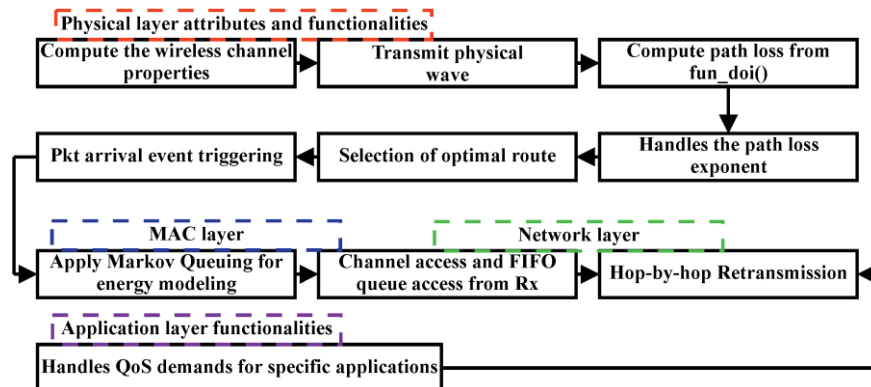 Physical layer attributes and functionalities
Compute the wireless channel
properties
Transmit physical
wave
Compute path loss from
fun_doi()
Pkt arrival event triggering
Selection of optimal route
Handles the path loss
exponent
MAC layer
Network layer
Apply Markov Queuing for
energy modeling
Channel access and FIFO
queue access from Rx
Hop-by-hop Retransmission
Application layer functionalities
Handles QoS demands for specific applications